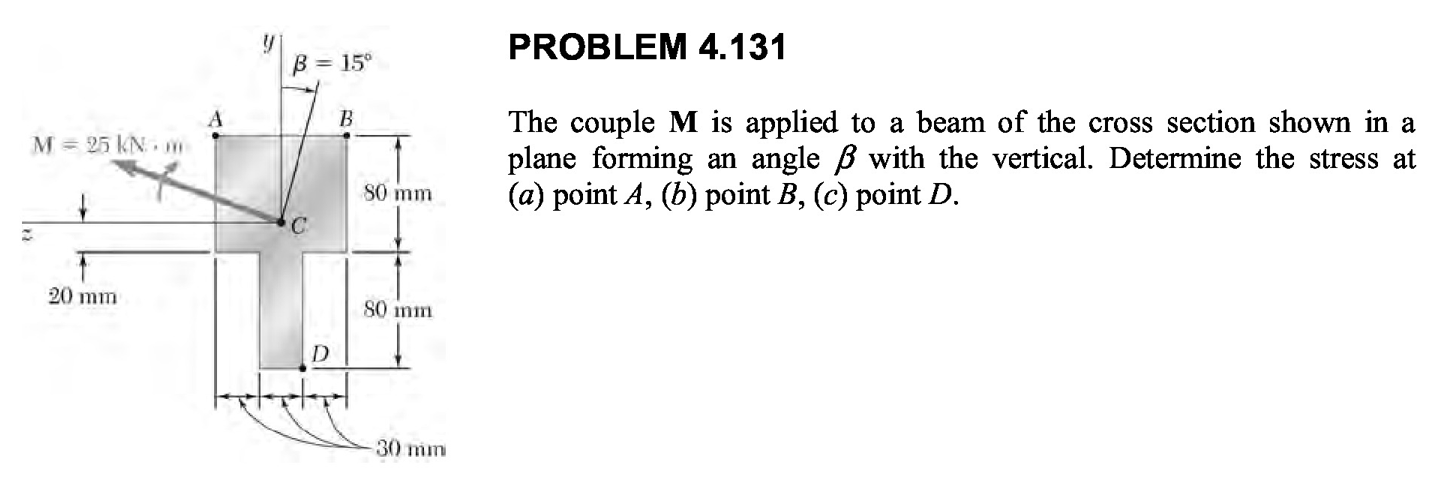 y
β = 15°
PROBLEM 4.131
A
B
M = 25 kN · m
The couple M is applied to a beam of the cross section shown in a
plane forming an angle β with the vertical. Determine the stress at
(a) point A, (b) point B, (c) point D.
80 mm
C
z
20 mm
80 mm
D
30 mm